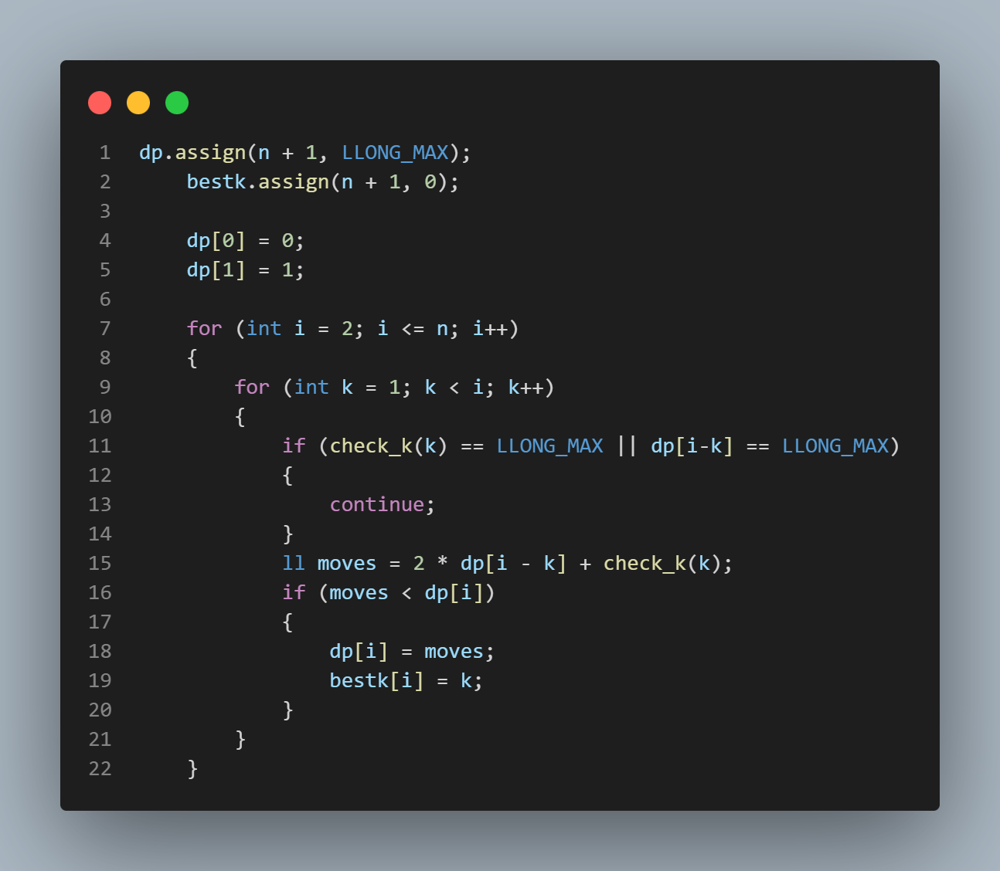 1 dp.assign(n + 1, LLONG_MAX);
2     bestk.assign(n + 1, 0);
3
4     dp[0] = 0;
5     dp[1] = 1;
6
7     for (int i = 2; i <= n; i++)
8     {
9         for (int k = 1; k < i; k++)
10         {
11             if (check_k(k) == LLONG_MAX || dp[i-k] == LLONG_MAX)
12             {
13                 continue;
14             }
15             ll moves = 2 * dp[i - k] + check_k(k);
16             if (moves < dp[i])
17             {
18                 dp[i] = moves;
19                 bestk[i] = k;
20             }
21         }
22     }